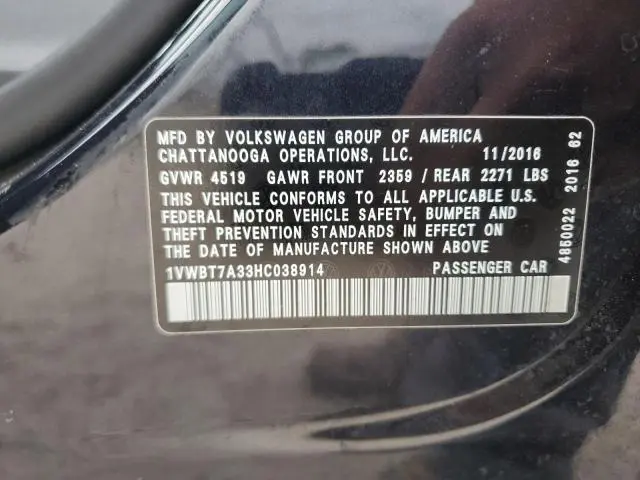 MFD BY VOLKSWAGEN GROUP OF AMERICA
CHATTANOOGA OPERATIONS, LLC. 11/2016
GVWR 4519 GAWR FRONT 2359 / REAR 2271 LBS
THIS VEHICLE CONFORMS TO ALL APPLICABLE U.S.
FEDERAL MOTOR VEHICLE SAFETY, BUMPER AND
THEFT PREVENTION STANDARDS IN EFFECT ON
THE DATE OF MANUFACTURE SHOWN ABOVE
1VWBT7A33HC038914 PASSENGER CAR
4850022 2016 62